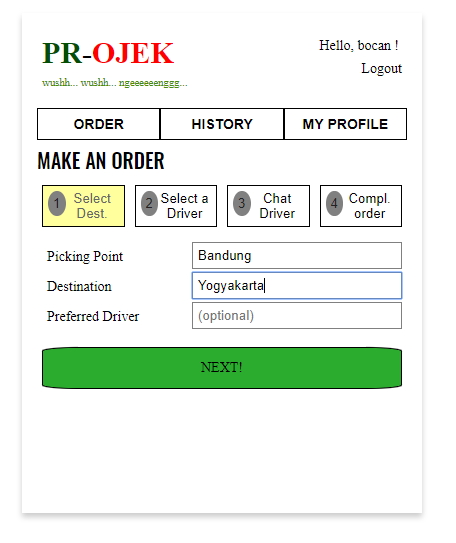 PR-OJEK
Hello, bocan !
wushh... wushh... ngeeeeeenggg...
Logout
ORDER HISTORY MY PROFILE
MAKE AN ORDER
1 Select Dest.
2 Select a Driver
3 Chat Driver
4 Compl. order
Picking Point Bandung
Destination Yogyakarta
Preferred Driver (optional)
NEXT!